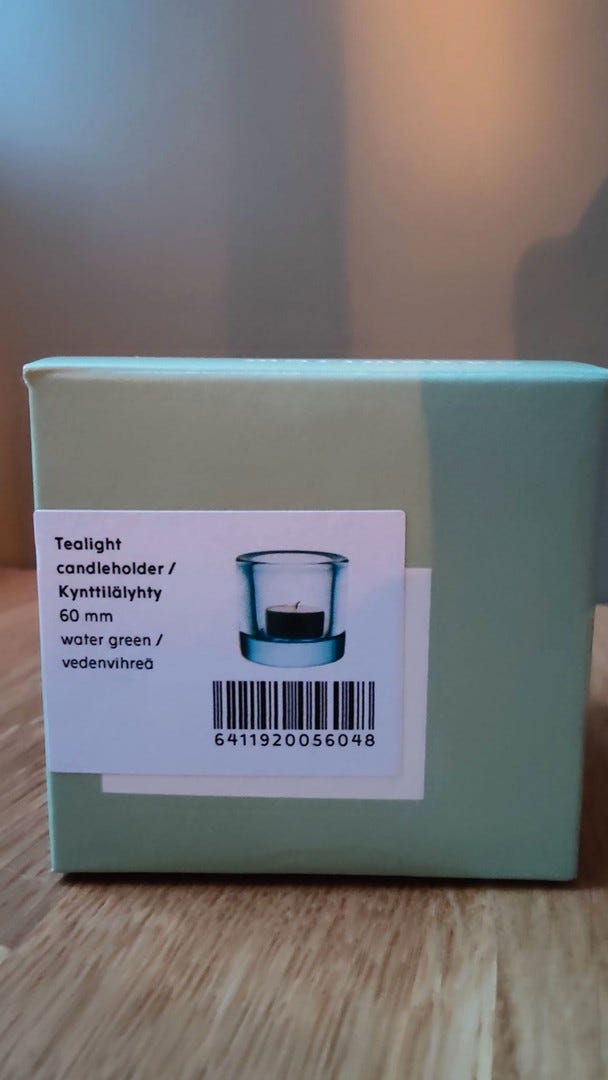 Tealight
candleholder /
Kynttilälyhty
60 mm
water green /
vedenvihreä
6411920056048